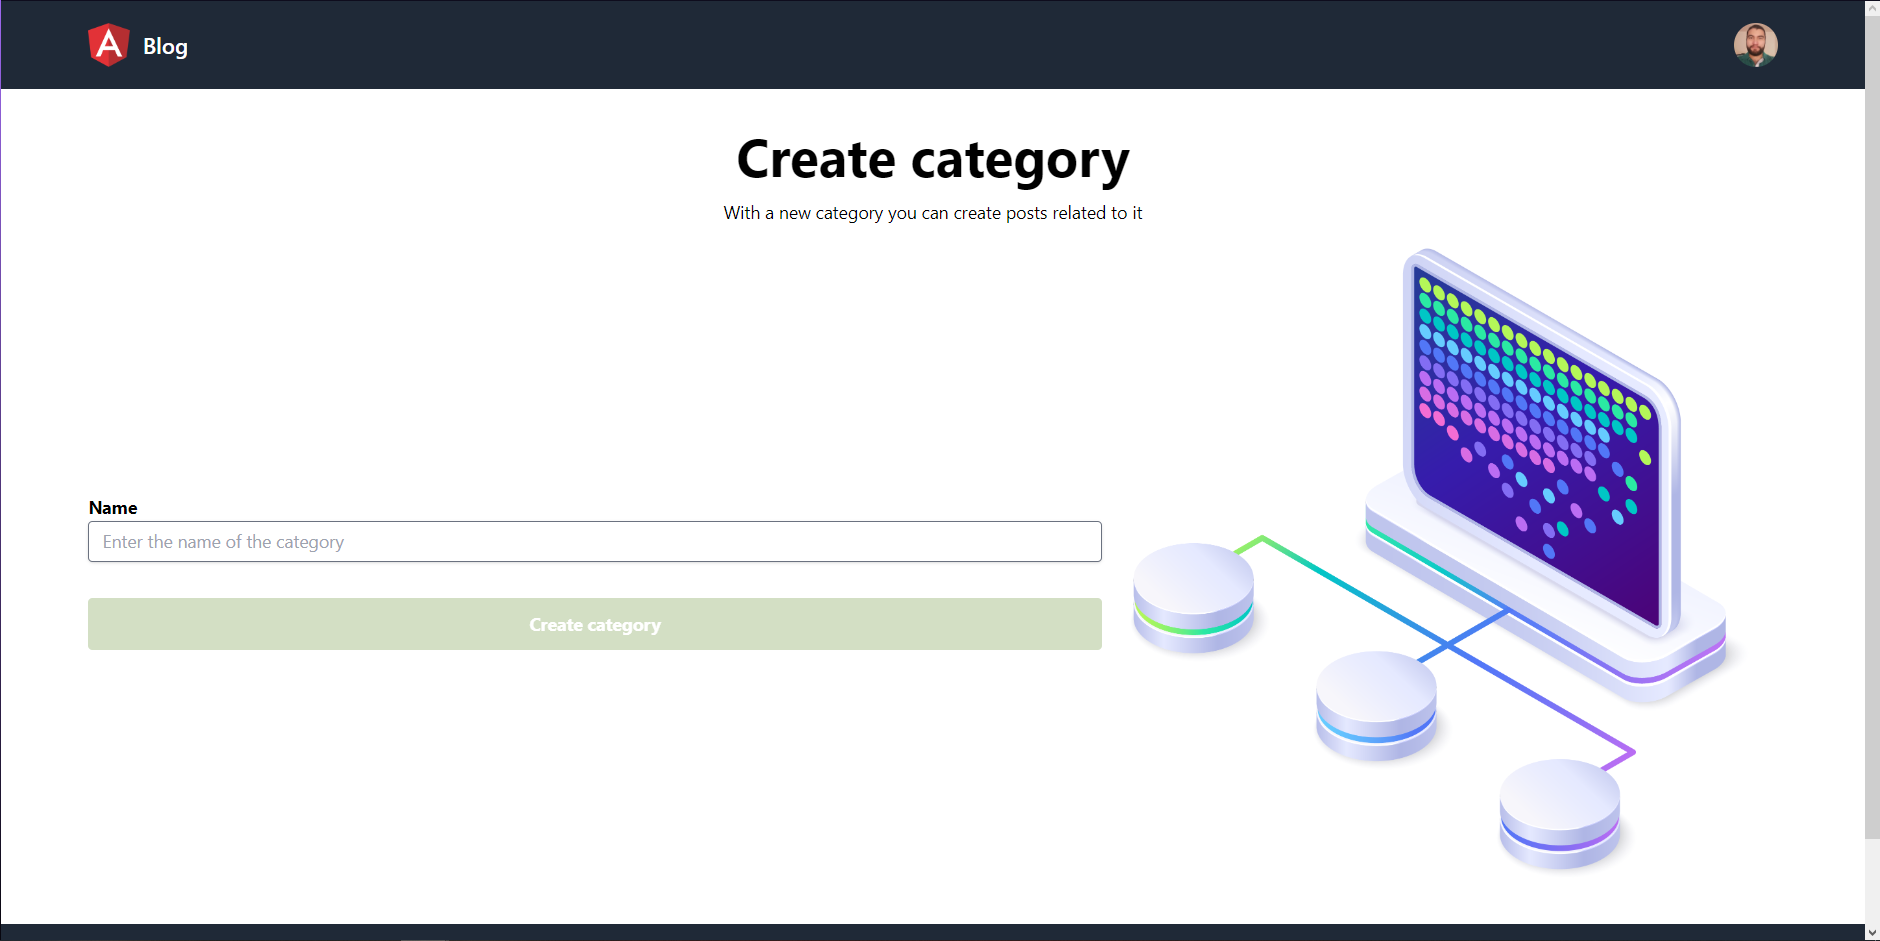 A
Blog
Create category
With a new category you can create posts related to it
Name
Enter the name of the category
Create category